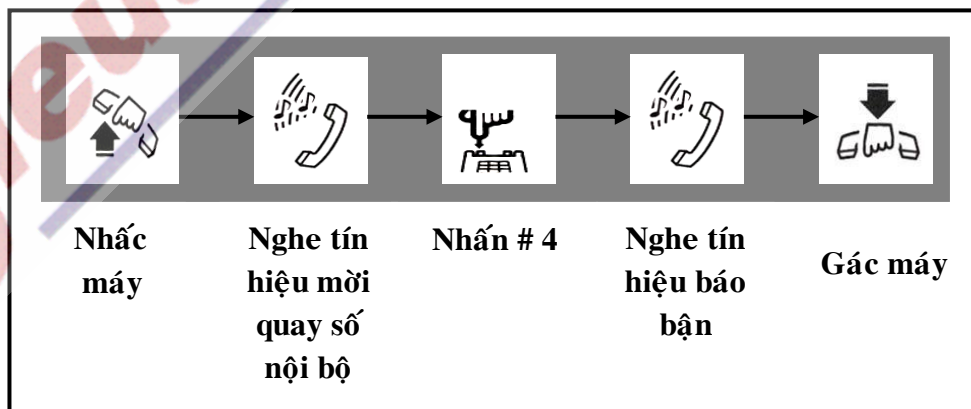 Nhấc
máy
Nghe tín
hiệu mời
quay số
nội bộ
Nhấn # 4
Nghe tín
hiệu báo
bận
Gác máy